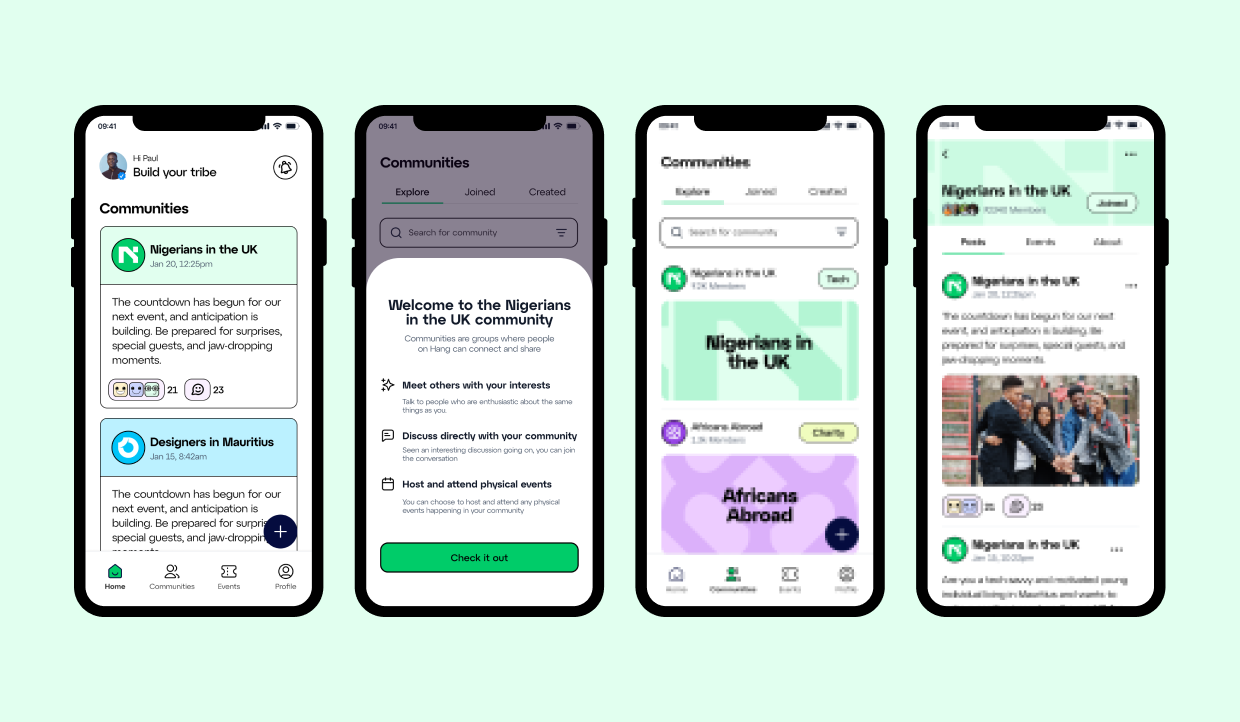 09:41
Hi Paul
Build your tribe
Communities
Nigerians in the UK
Jan 20, 12:25pm
The countdown has begun for our
next event, and anticipation is
building. Be prepared for surprises,
special guests, and jaw-dropping
moments.
21
23
Designers in Mauritius
Jan 15, 8:42am
The countdown has begun for our
next event, and anticipation is
building. Be prepared for
special guests, and jaw-dropping
Home
Communities
Events
Profile
09:41
Communities
Explore
Joined
Created
Search for community
Welcome to the Nigerians
in the UK community
Communities are groups where people
on Hang can connect and share
Meet others with your interests
Talk to people who are enthusiastic about the same
things as you.
Discuss directly with your community
Seen an interesting discussion going on, you can join
the conversation
Host and attend physical events
You can choose to host and attend any physical
events happening in your community
Check it out
09:41
Communities
Explore
Joined
Created
Search for community
Nigerians in the UK
Members
Tech
Nigerians in
the UK
Africans Abroad
Members
Charity
Africans
Abroad
Home
Communities
Events
Profile
09:41
Nigerians in the UK
Members
Joined
Posts
Events
About
Nigerians in the UK
Jan 20, 12:25pm
The countdown has begun for our next
event, and anticipation is building. Be
prepared for surprises, special guests, and
jaw-dropping moments.
21
23
Nigerians in the UK
Are you a tech-savvy and motivated young
individual living in Mauritius and wants to